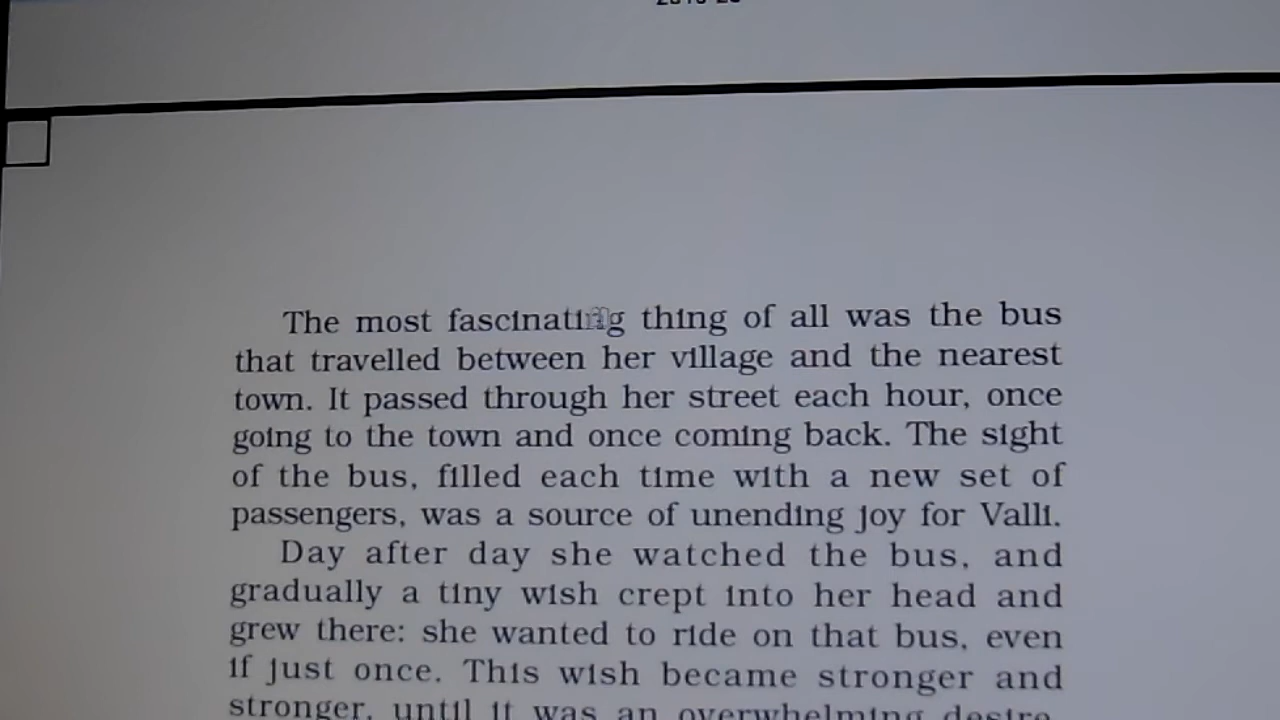 The most fascinating thing of all was the bus
that travelled between her village and the nearest
town. It passed through her street each hour, once
going to the town and once coming back. The sight
of the bus, filled each time with a new set of
passengers, was a source of unending joy for Valli.
Day after day she watched the bus, and
gradually a tiny wish crept into her head and
grew there: she wanted to ride on that bus, even
if just once. This wish became stronger and
stronger, until it was an overwhelming desire.